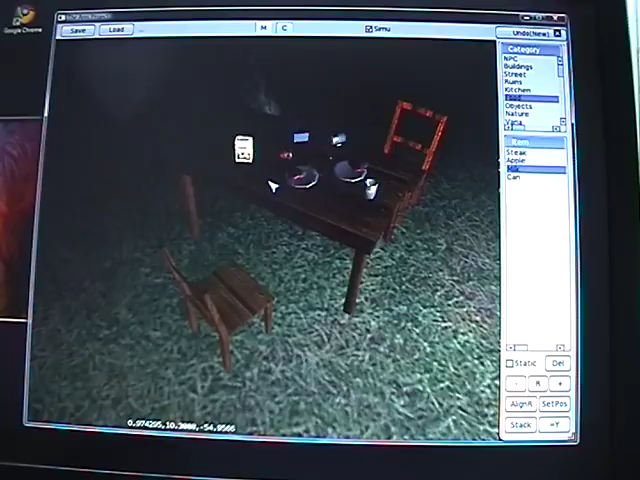 Google Chrome
Save
Load
M
C
Simu
Undo(New)
Category
NPC
Buildings
Street
Ruins
Kitchen
Objects
Nature
Item
Steak
Apple
Can
Static
Del
-
R
+
AlignR
SetPos
Stack
=Y